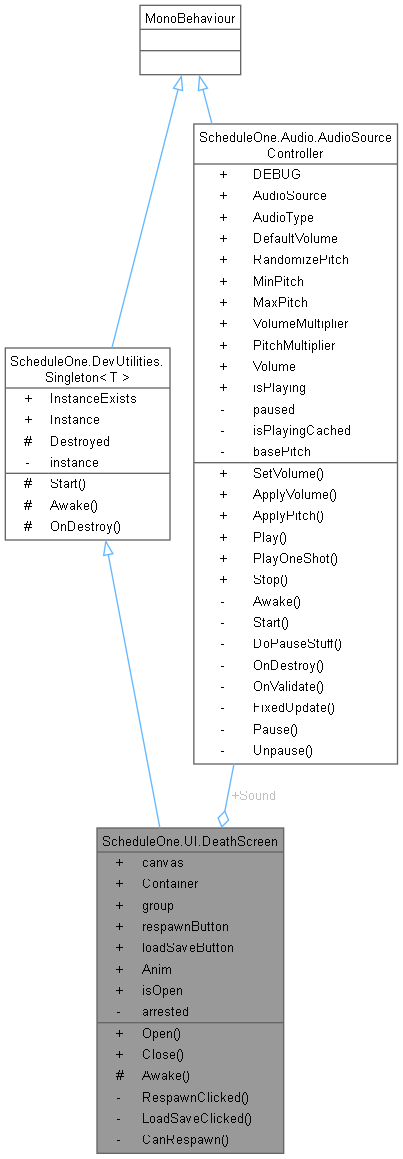 MonoBehaviour
ScheduleOne.Audio.AudioSource
Controller
+ DEBUG
+ AudioSource
+ AudioType
+ DefaultVolume
+ RandomizePitch
+ MinPitch
+ MaxPitch
+ VolumeMultiplier
+ PitchMultiplier
+ Volume
+ isPlaying
- paused
- isPlayingCached
- basePitch
+ SetVolume()
+ ApplyVolume()
+ ApplyPitch()
+ Play()
+ PlayOneShot()
+ Stop()
- Awake()
- Start()
- DoPauseStuff()
- OnDestroy()
- OnValidate()
- FixedUpdate()
- Pause()
- Unpause()
ScheduleOne.DevUtilities.
Singleton< T >
+ InstanceExists
+ Instance
# Destroyed
- instance
# Start()
# Awake()
# OnDestroy()
+Sound
ScheduleOne.UI.DeathScreen
+ canvas
+ Container
+ group
+ respawnButton
+ loadSaveButton
+ Anim
+ isOpen
- arrested
+ Open()
+ Close()
# Awake()
- RespawnClicked()
- LoadSaveClicked()
- CanRespawn()